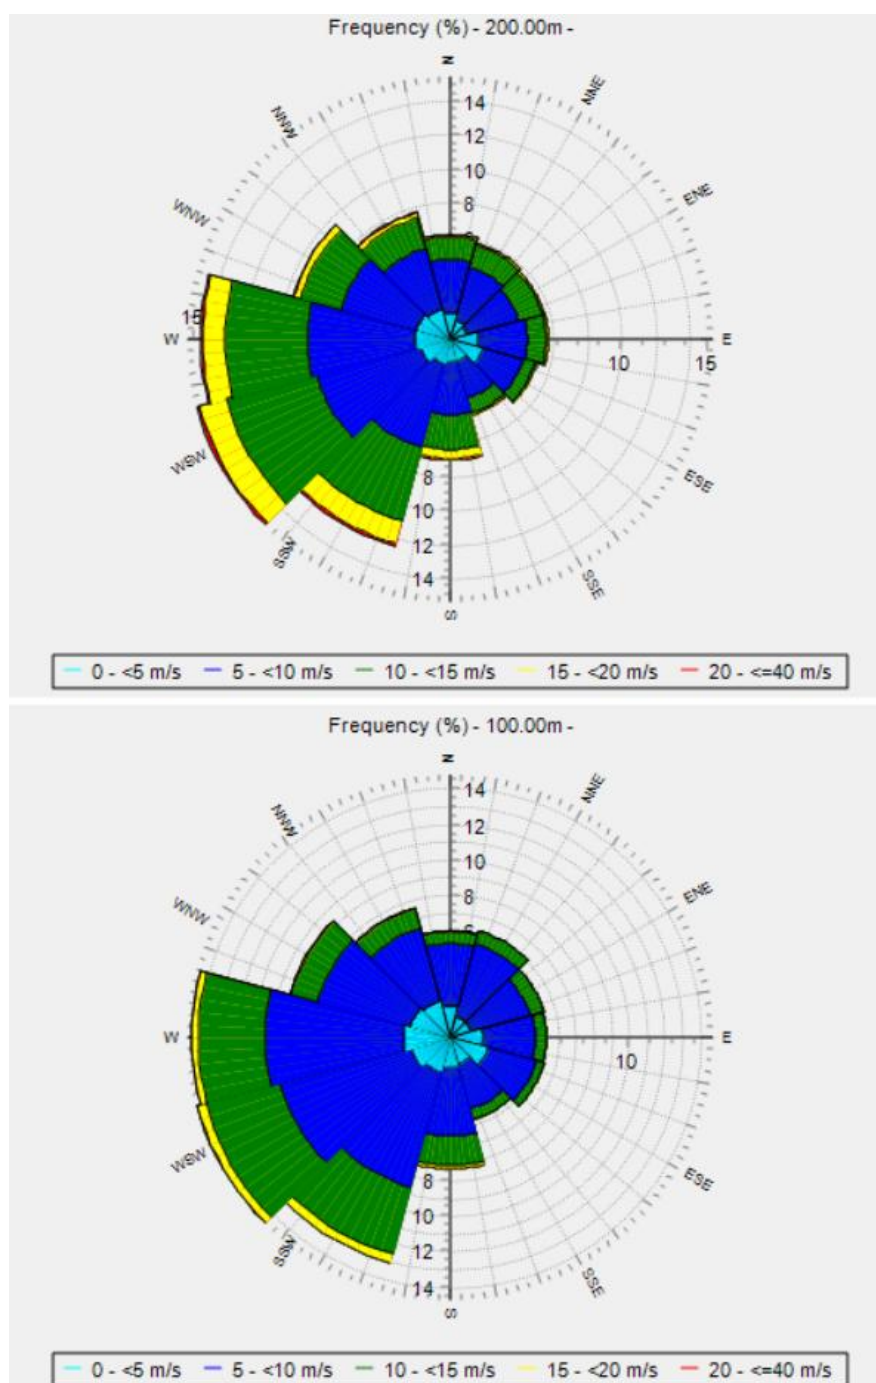 Frequency (%) - 200.00m -
N
NNW
NNE
14
12
10
8
WNW
ENE
15
W
E
10
15
WSW
ESE
8
10
12
14
SSW
SSE
S
0 - <5 m/s 5 - <10 m/s 10 - <15 m/s 15 - <20 m/s 20 - <=40 m/s
Frequency (%) - 100.00m -
N
NNW
NNE
14
12
10
8
WNW
ENE
W
E
10
WSW
ESE
8
10
12
14
SSW
SSE
S
0 - <5 m/s 5 - <10 m/s 10 - <15 m/s 15 - <20 m/s 20 - <=40 m/s